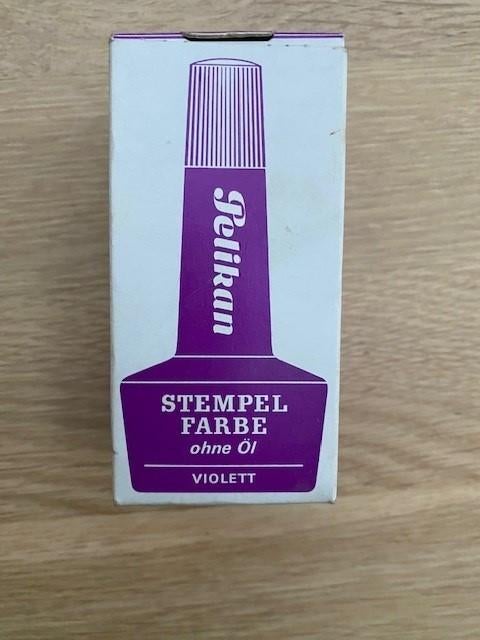 Pelikan
STEMPEL
FARBE
ohne Öl
VIOLETT